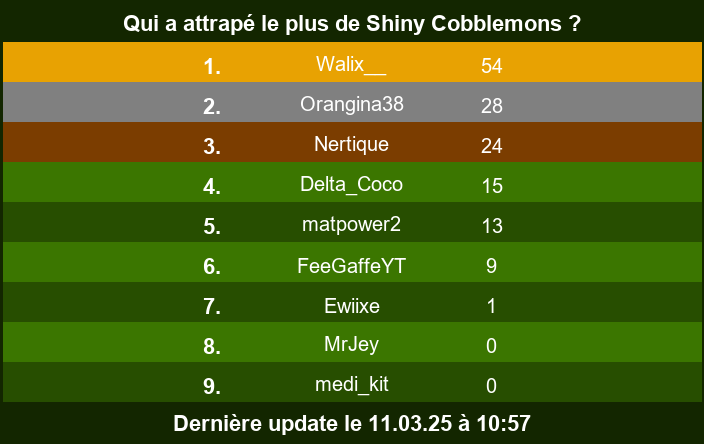 Qui a attrapé le plus de Shiny Cobblemons ?
1. Walix__ 54
2. Orangina38 28
3. Nertique 24
4. Delta_Coco 15
5. matpower2 13
6. FeeGaffeYT 9
7. Ewiixe 1
8. MrJey 0
9. medi_kit 0
Dernière update le 11.03.25 à 10:57